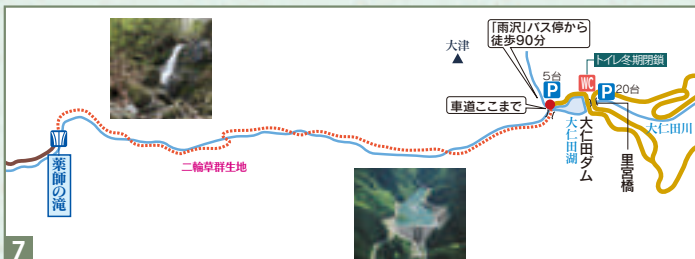 「雨沢」バス停から
徒歩90分
大津
トイレ冬期閉鎖
5台
P
WC
P
20台
車道ここまで
大仁田湖
大仁田ダム
里宮橋
大仁田川
二輪草群生地
薬師の滝
7